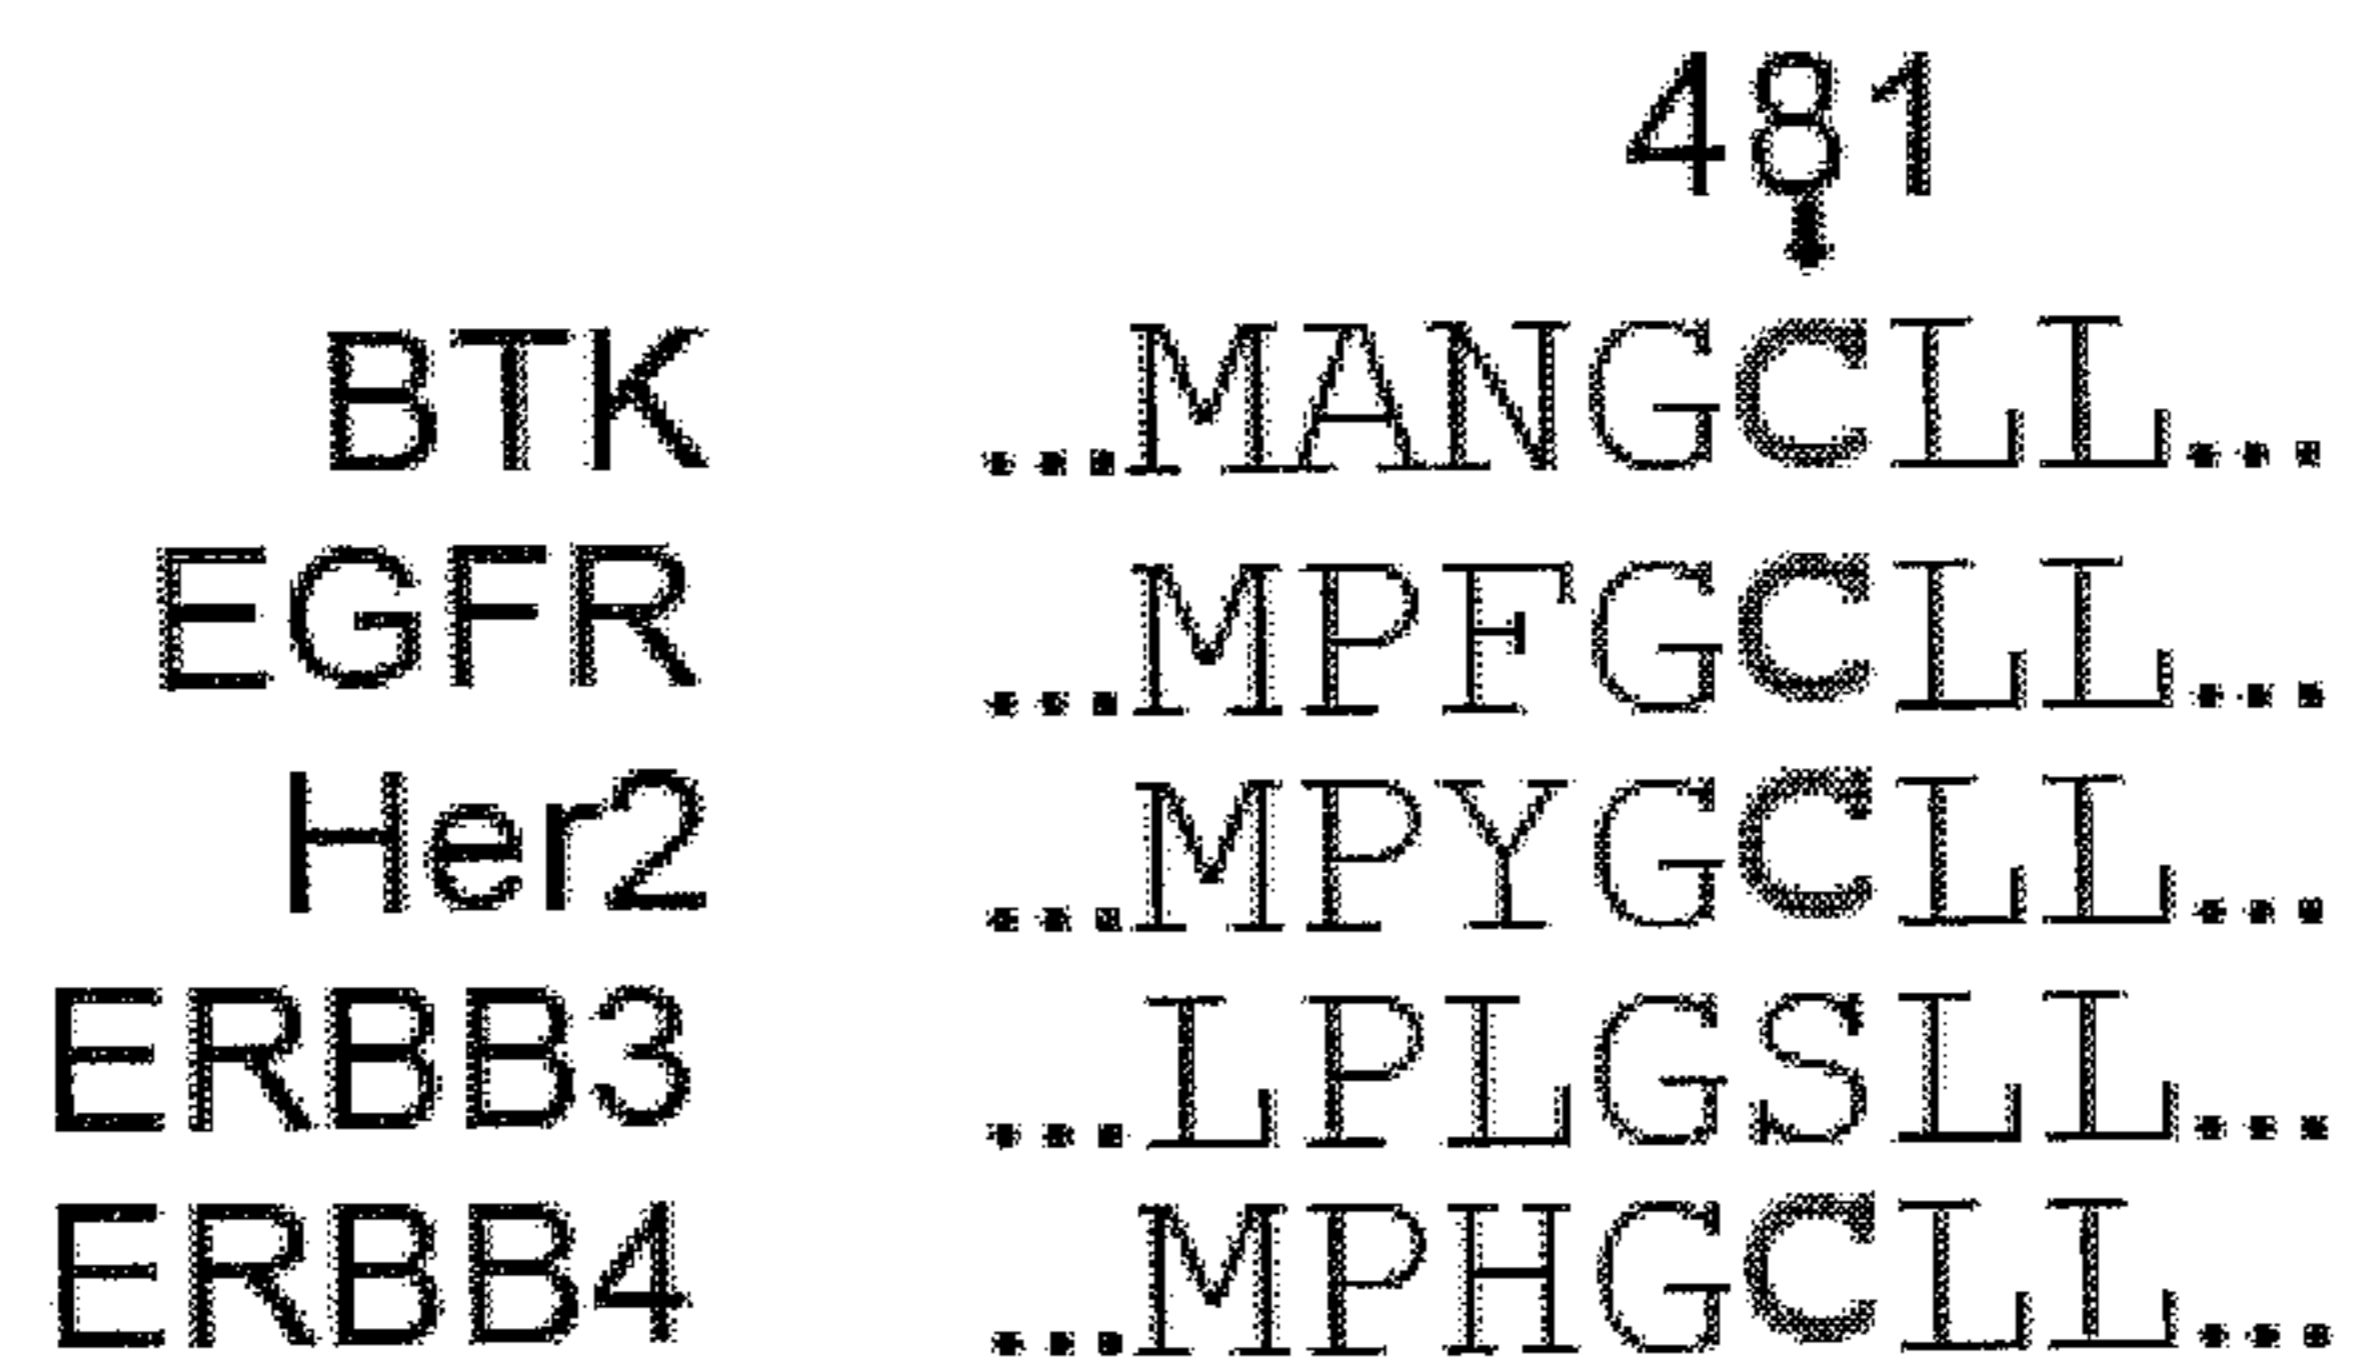 481
BTK ...MANGCLL...
EGFR ...MPFGCLL...
Her2 ...MPYGCLL...
ERBB3 ...LPLGSLL...
ERBB4 ...MPHGCLL...